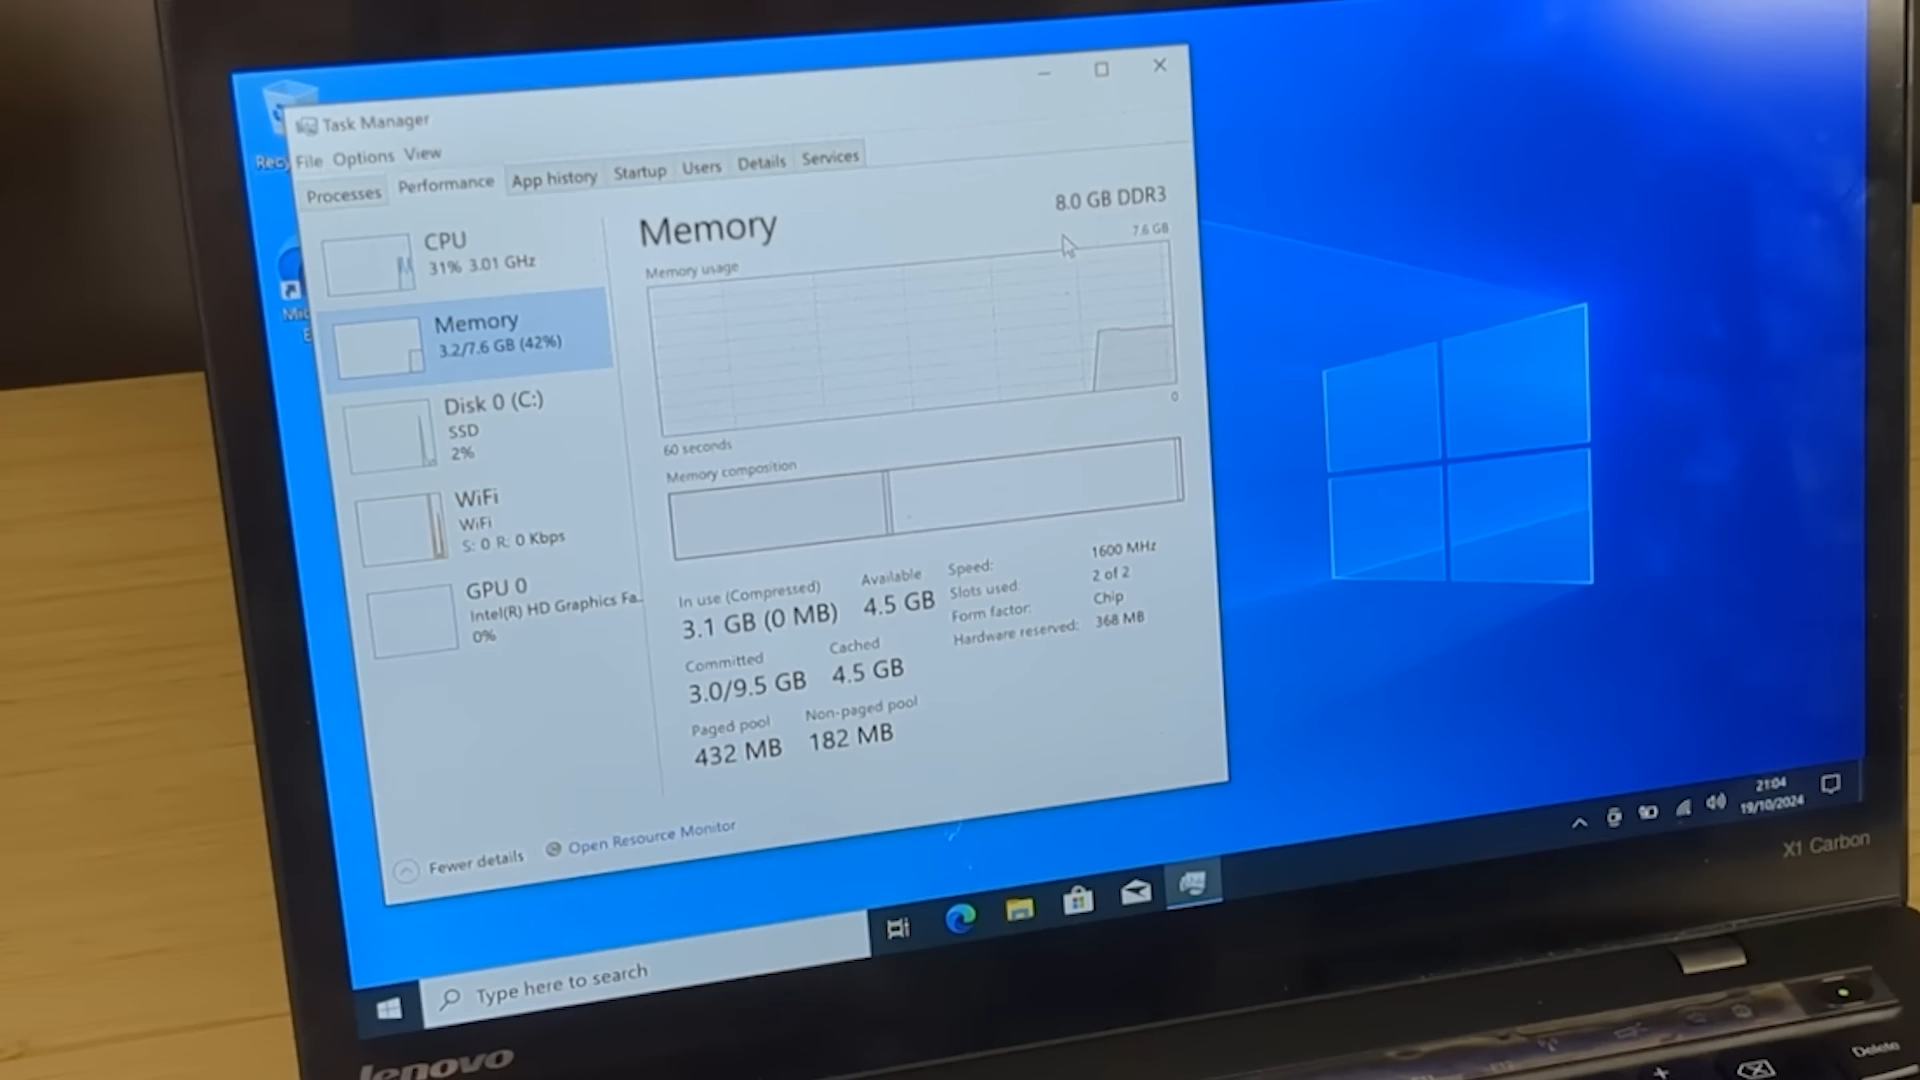 Task Manager
File Options View
Processes Performance App history Startup Users Details Services
CPU
31% 3.01 GHz
Memory
3.2/7.6 GB (42%)
Disk 0 (C:)
SSD
2%
WiFi
WiFi
S: 0 R: 0 Kbps
GPU 0
Intel(R) HD Graphics Fa...
0%
Memory
8.0 GB DDR3
Memory usage
7.6 GB
60 seconds
0
Memory composition
In use (Compressed)
3.1 GB (0 MB)
Available
4.5 GB
Speed: 1600 MHz
Slots used: 2 of 2
Form factor: Chip
Hardware reserved: 368 MB
Committed
3.0/9.5 GB
Cached
4.5 GB
Paged pool
432 MB
Non-paged pool
182 MB
Fewer details
Open Resource Monitor
Type here to search
21:04
19/10/2024
X1 Carbon
lenovo
Delete